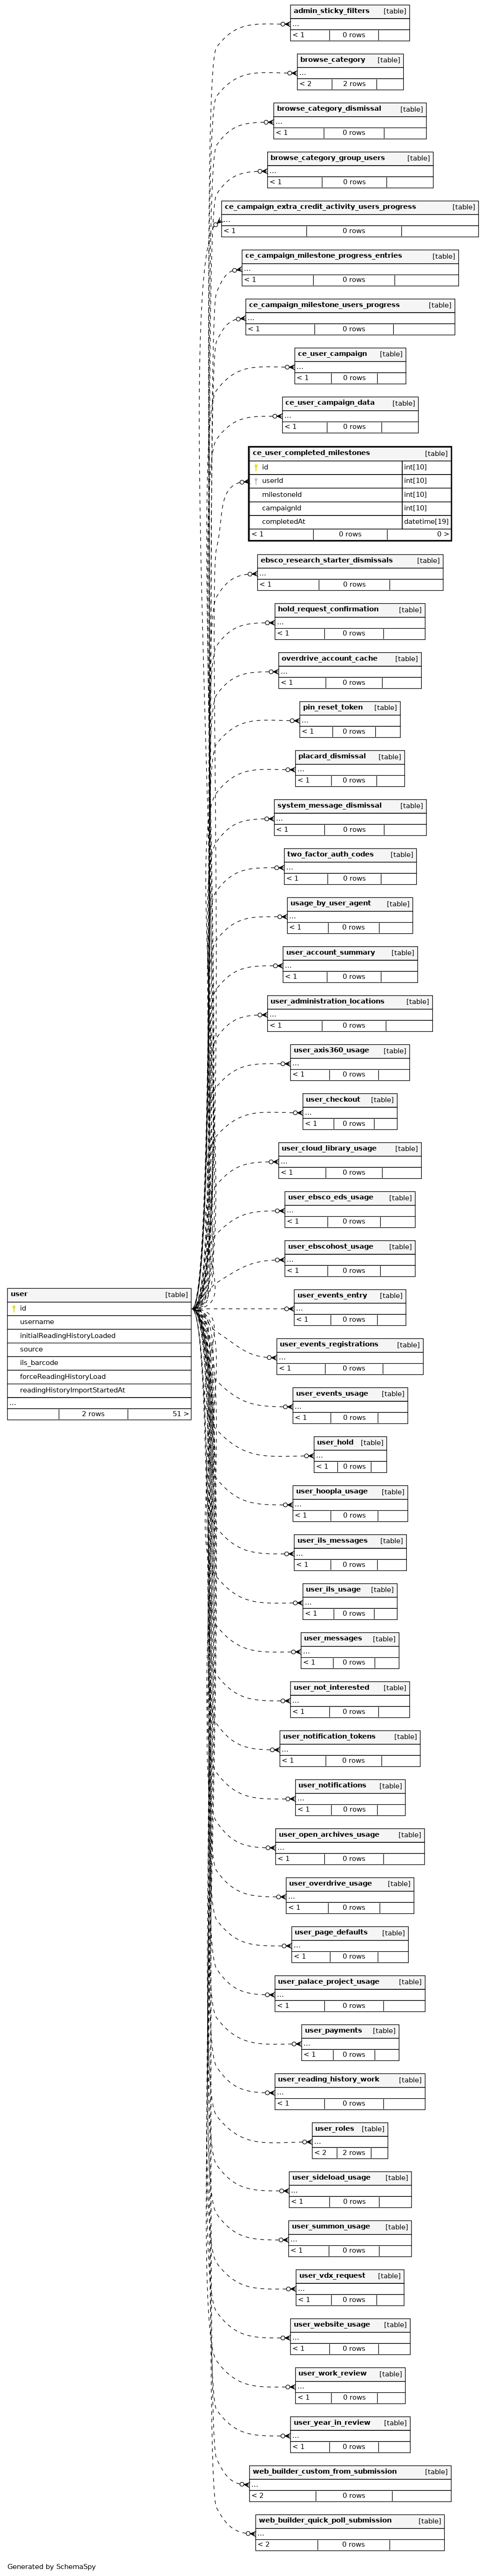 admin_sticky_filters [table]
...
< 1 0 rows
browse_category [table]
...
< 2 2 rows
browse_category_dismissal [table]
...
< 1 0 rows
browse_category_group_users [table]
...
< 1 0 rows
ce_campaign_extra_credit_activity_users_progress [table]
...
< 1 0 rows
ce_campaign_milestone_progress_entries [table]
...
< 1 0 rows
ce_campaign_milestone_users_progress [table]
...
< 1 0 rows
ce_user_campaign [table]
...
< 1 0 rows
ce_user_campaign_data [table]
...
< 1 0 rows
ce_user_completed_milestones [table]
id int[10]
userId int[10]
milestoneId int[10]
campaignId int[10]
completedAt datetime[19]
< 1 0 rows 0 >
ebsco_research_starter_dismissals [table]
...
< 1 0 rows
hold_request_confirmation [table]
...
< 1 0 rows
overdrive_account_cache [table]
...
< 1 0 rows
pin_reset_token [table]
...
< 1 0 rows
placard_dismissal [table]
...
< 1 0 rows
system_message_dismissal [table]
...
< 1 0 rows
two_factor_auth_codes [table]
...
< 1 0 rows
usage_by_user_agent [table]
...
< 1 0 rows
user_account_summary [table]
...
< 1 0 rows
user_administration_locations [table]
...
< 1 0 rows
user_axis360_usage [table]
...
< 1 0 rows
user_checkout [table]
...
< 1 0 rows
user_cloud_library_usage [table]
...
< 1 0 rows
user_ebsco_eds_usage [table]
...
< 1 0 rows
user_ebscohost_usage [table]
...
< 1 0 rows
user [table]
id
username
initialReadingHistoryLoaded
source
ils_barcode
forceReadingHistoryLoad
readingHistoryImportStartedAt
...
2 rows 51 >
user_events_entry [table]
...
< 1 0 rows
user_events_registrations [table]
...
< 1 0 rows
user_events_usage [table]
...
< 1 0 rows
user_hold [table]
...
< 1 0 rows
user_hoopla_usage [table]
...
< 1 0 rows
user_ils_messages [table]
...
< 1 0 rows
user_ils_usage [table]
...
< 1 0 rows
user_messages [table]
...
< 1 0 rows
user_not_interested [table]
...
< 1 0 rows
user_notification_tokens [table]
...
< 1 0 rows
user_notifications [table]
...
< 1 0 rows
user_open_archives_usage [table]
...
< 1 0 rows
user_overdrive_usage [table]
...
< 1 0 rows
user_page_defaults [table]
...
< 1 0 rows
user_palace_project_usage [table]
...
< 1 0 rows
user_payments [table]
...
< 1 0 rows
user_reading_history_work [table]
...
< 1 0 rows
user_roles [table]
...
< 2 2 rows
user_sideload_usage [table]
...
< 1 0 rows
user_summon_usage [table]
...
< 1 0 rows
user_vdx_request [table]
...
< 1 0 rows
user_website_usage [table]
...
< 1 0 rows
user_work_review [table]
...
< 1 0 rows
user_year_in_review [table]
...
< 1 0 rows
web_builder_custom_from_submission [table]
...
< 2 0 rows
web_builder_quick_poll_submission [table]
...
< 2 0 rows
Generated by SchemaSpy